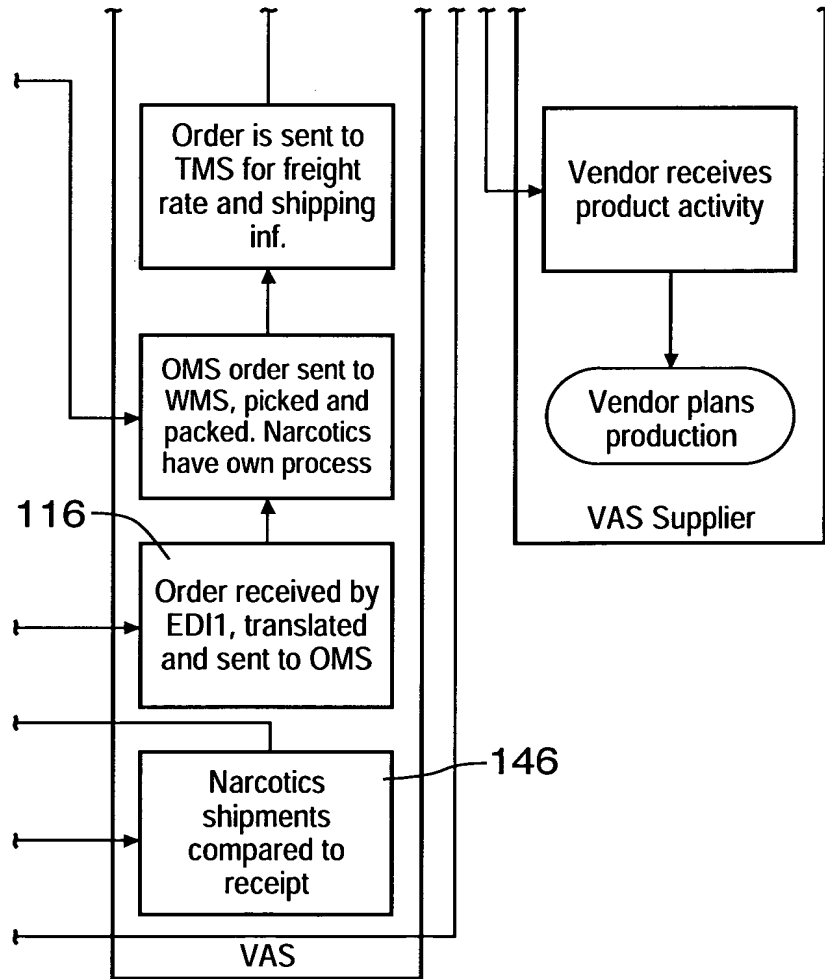 Order is sent to
TMS for freight
rate and shipping
inf.
Vendor receives
product activity
OMS order sent to
WMS, picked and
packed. Narcotics
have own process
Vendor plans
production
116
VAS Supplier
Order received by
EDI1, translated
and sent to OMS
146
Narcotics
shipments
compared to
receipt
VAS